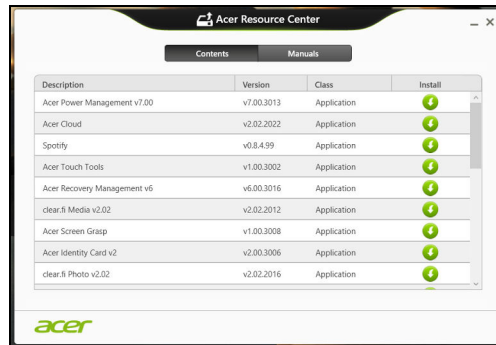 Acer Resource Center
Contents Manuals
Description Version Class Install
Acer Power Management v7.00 v7.00.3013 Application
Acer Cloud v2.02.2022 Application
Spotify v0.8.4.99 Application
Acer Touch Tools v1.00.3002 Application
Acer Recovery Management v6 v6.00.3016 Application
clear.fi Media v2.02 v2.02.2012 Application
Acer Screen Grasp v1.00.3008 Application
Acer Identity Card v2 v2.00.3006 Application
clear.fi Photo v2.02 v2.02.2016 Application
acer